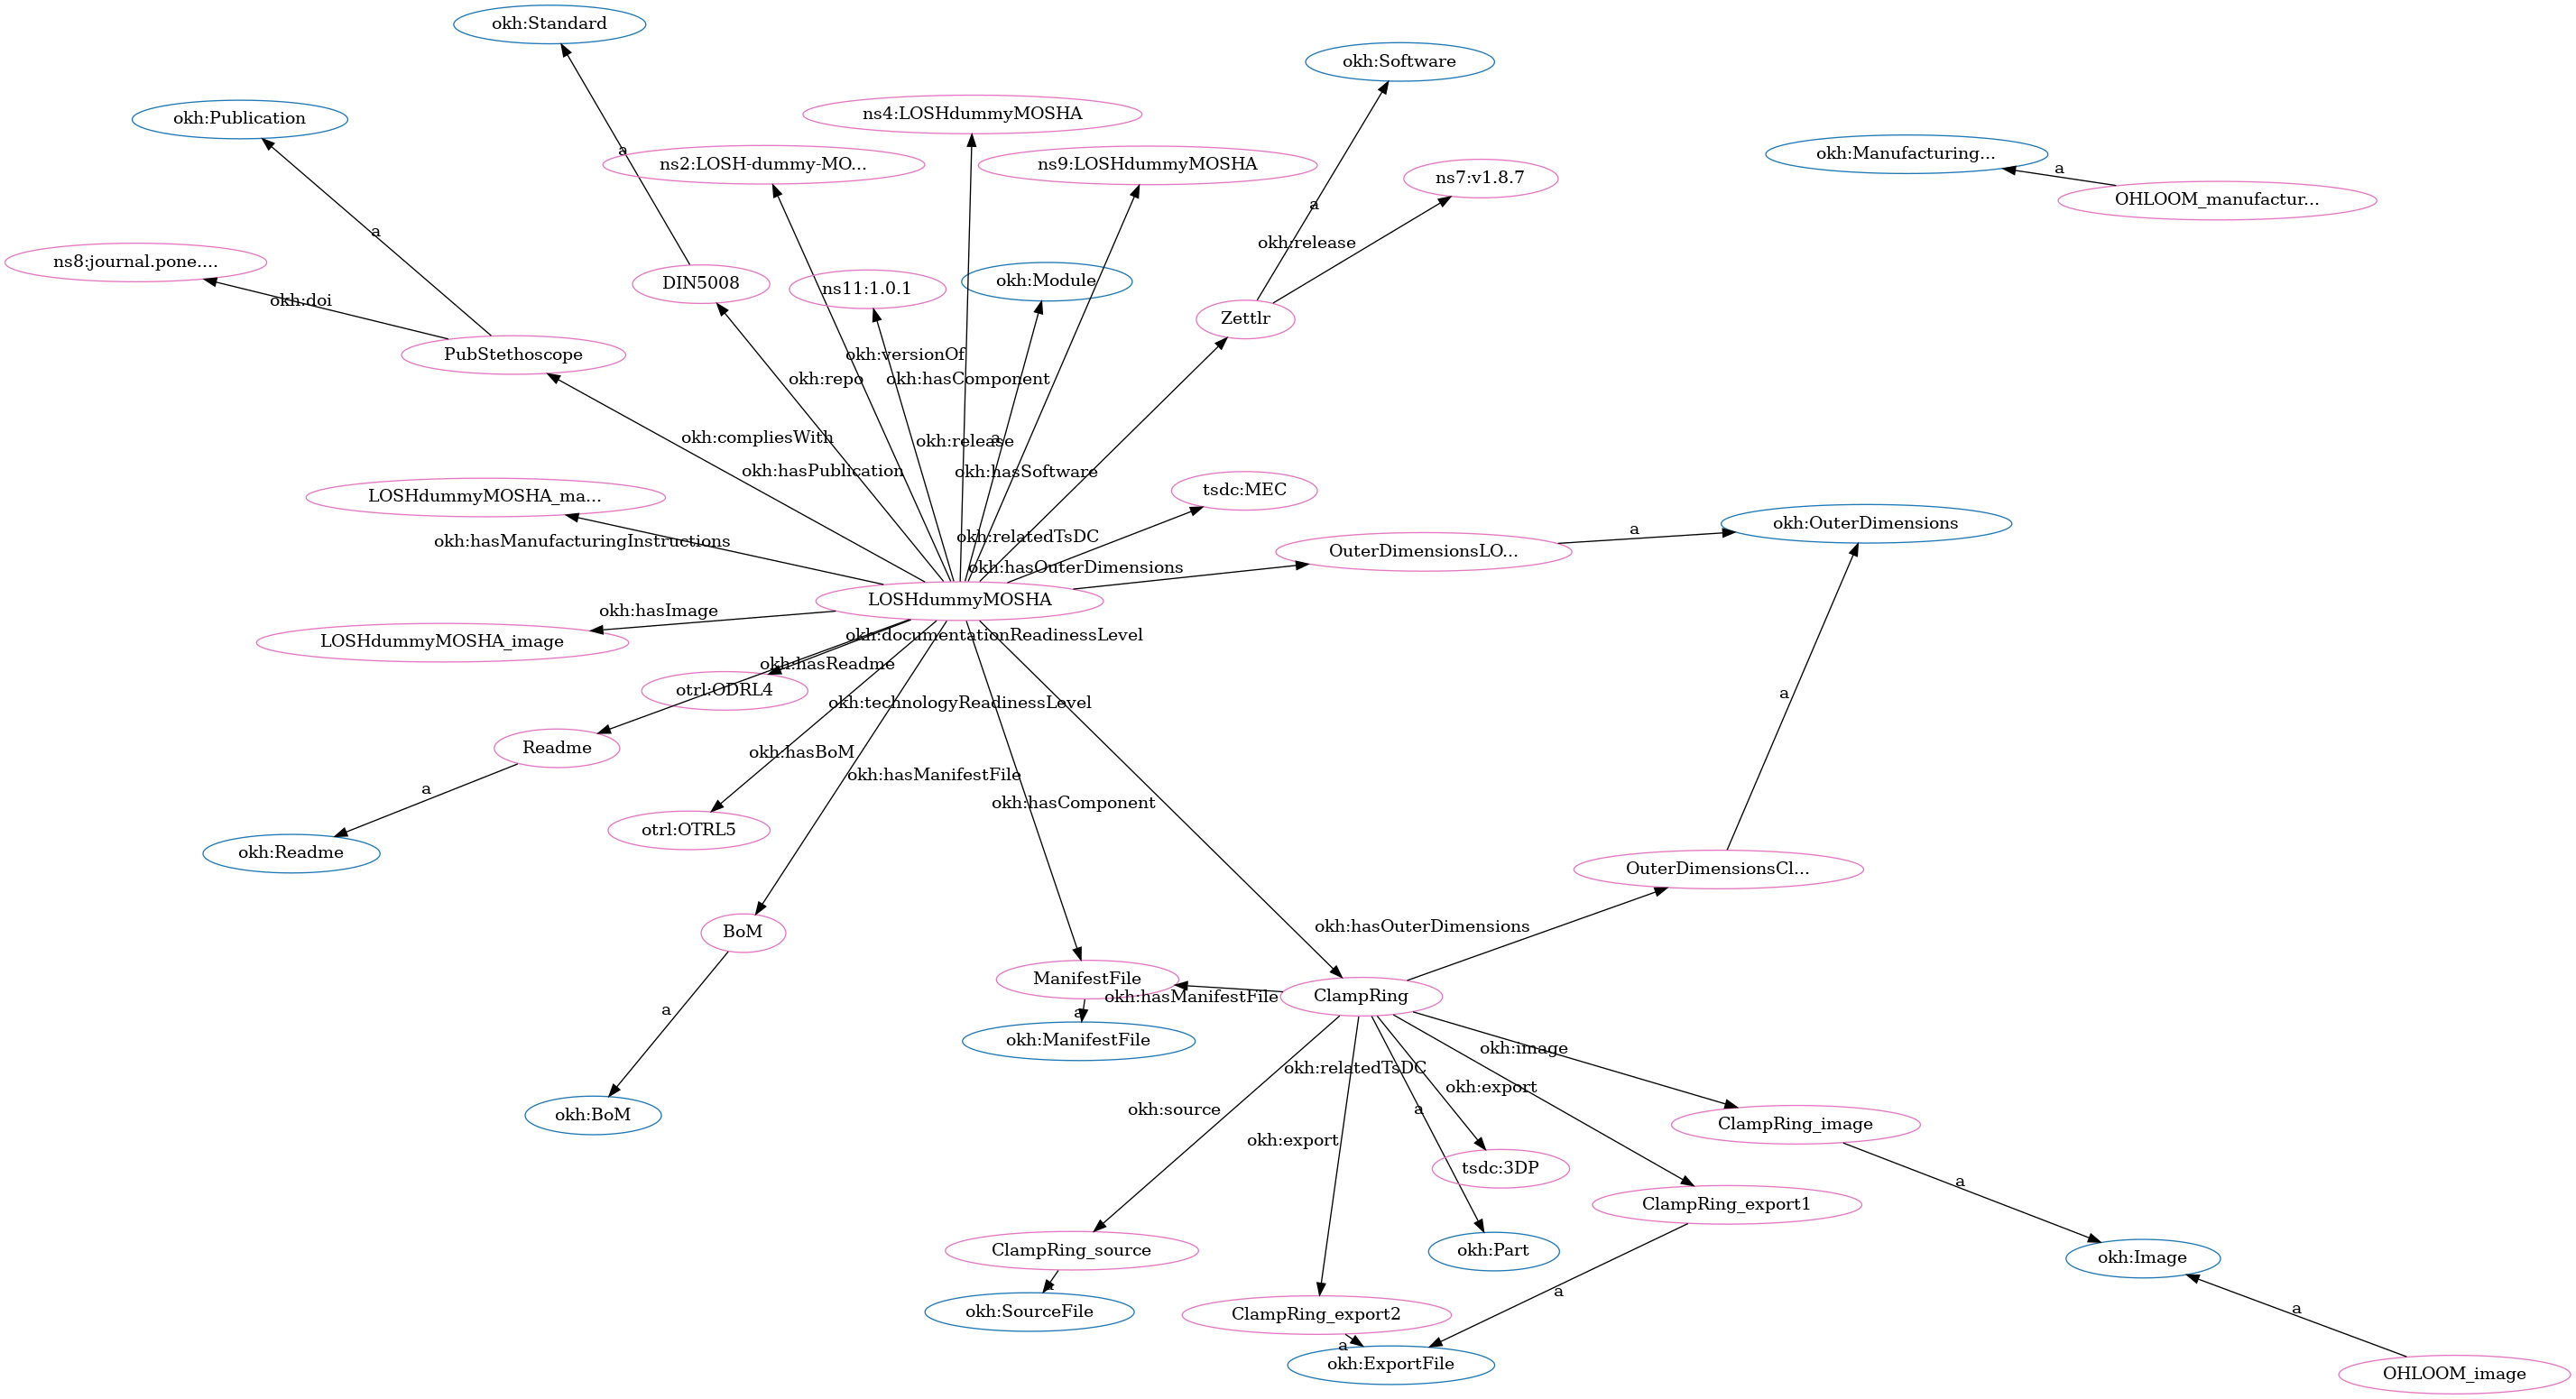 okh:Standard
okh:Software
ns4:LOSHdummyMOSHA
okh:Publication
a
okh:Manufacturing...
ns2:LOSH-dummy-MO...
ns9:LOSHdummyMOSHA
a
ns7:v1.8.7
OHLOOM_manufactur...
a
a
okh:release
ns8:journal.pone....
okh:doi
DIN5008
ns11:1.0.1
okh:Module
Zettlr
PubStethoscope
okh:versionOf
okh:repo
okh:hasComponent
okh:compliesWith
okh:release
a
okh:hasPublication
okh:hasSoftware
LOSHdummyMOSHA_ma...
tsdc:MEC
okh:OuterDimensions
a
okh:hasManufacturingInstructions
okh:relatedTsDC
OuterDimensionsLO...
okh:hasOuterDimensions
LOSHdummyMOSHA
okh:hasImage
LOSHdummyMOSHA_image
okh:documentationReadinessLevel
okh:hasReadme
otrl:ODRL4
a
okh:technologyReadinessLevel
Readme
okh:hasBoM
okh:hasManifestFile
a
okh:hasComponent
otrl:OTRL5
okh:Readme
OuterDimensionsCl...
BoM
okh:hasOuterDimensions
ManifestFile
okh:hasManifestFile
ClampRing
a
a
okh:ManifestFile
okh:image
okh:relatedTsDC
okh:export
okh:source
a
okh:BoM
ClampRing_image
okh:export
tsdc:3DP
a
ClampRing_export1
ClampRing_source
okh:Part
okh:Image
a
a
okh:SourceFile
a
ClampRing_export2
a
okh:ExportFile
OHLOOM_image